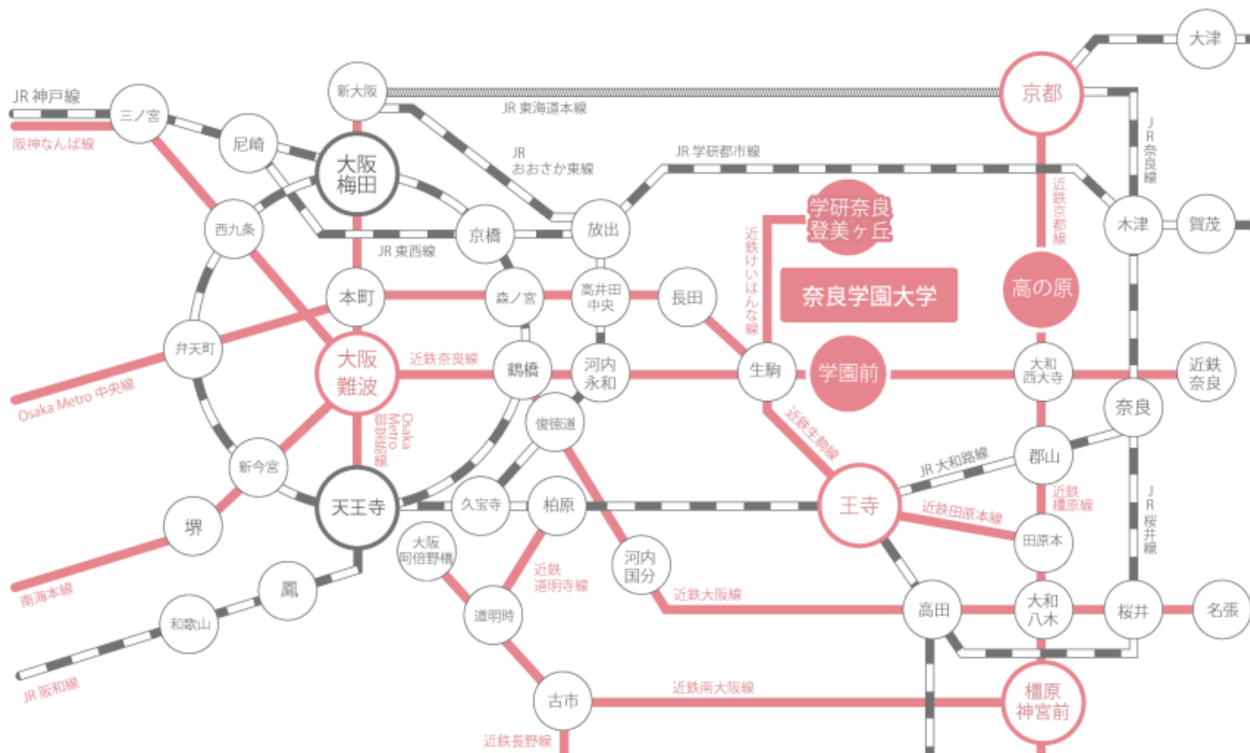 大津
新大阪
京都
JR 神戸線
三ノ宮
JR 東海道本線
阪神なんば線
尼崎
JR
おおさか東線
JR 学研都市線
JR奈良線
大阪
梅田
学研奈良
登美ヶ丘
近鉄京都線
西九条
JR 東西線
京橋
放出
木津
賀茂
近鉄けいはんな線
本町
森ノ宮
高井田
中央
長田
奈良学園大学
高の原
弁天町
大阪
難波
近鉄奈良線
鶴橋
河内
永和
生駒
学園前
大和
西大寺
近鉄
奈良
Osaka Metro 中央線
奈良
Osaka
Metro
御堂筋線
俊徳道
近鉄生駒線
新今宮
JR 大和路線
郡山
天王寺
久宝寺
柏原
王寺
近鉄
橿原線
近鉄田原本線
JR桜井線
堺
大阪
阿倍野橋
田原本
近鉄
道明寺線
河内
国分
南海本線
鳳
近鉄大阪線
和歌山
道明時
高田
大和
八木
桜井
名張
JR 阪和線
古市
近鉄南大阪線
橿原
神宮前
近鉄長野線